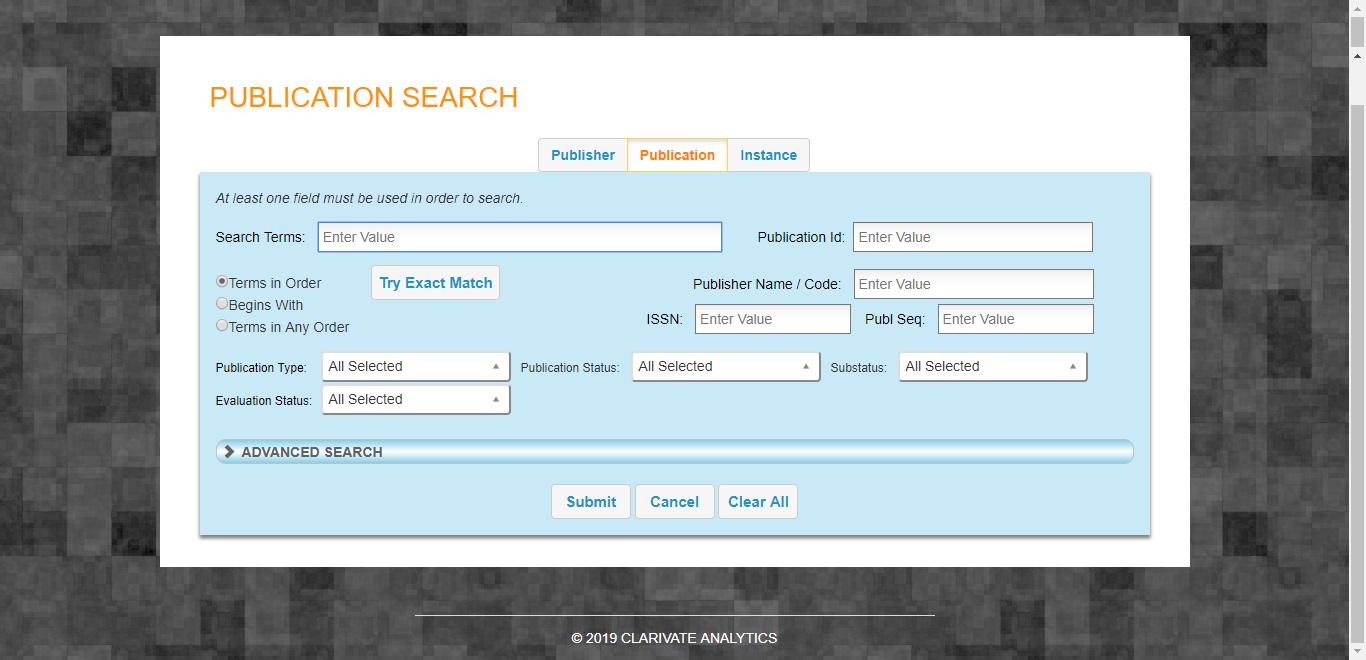 PUBLICATION SEARCH
Publisher Publication Instance
At least one field must be used in order to search.
Search Terms: Enter Value Publication Id: Enter Value
Terms in Order Try Exact Match Publisher Name / Code: Enter Value
Begins With
ISSN: Enter Value Publ Seq: Enter Value
Terms in Any Order
Publication Type: All Selected Publication Status: All Selected Substatus: All Selected
Evaluation Status: All Selected
ADVANCED SEARCH
Submit Cancel Clear All
© 2019 CLARIVATE ANALYTICS